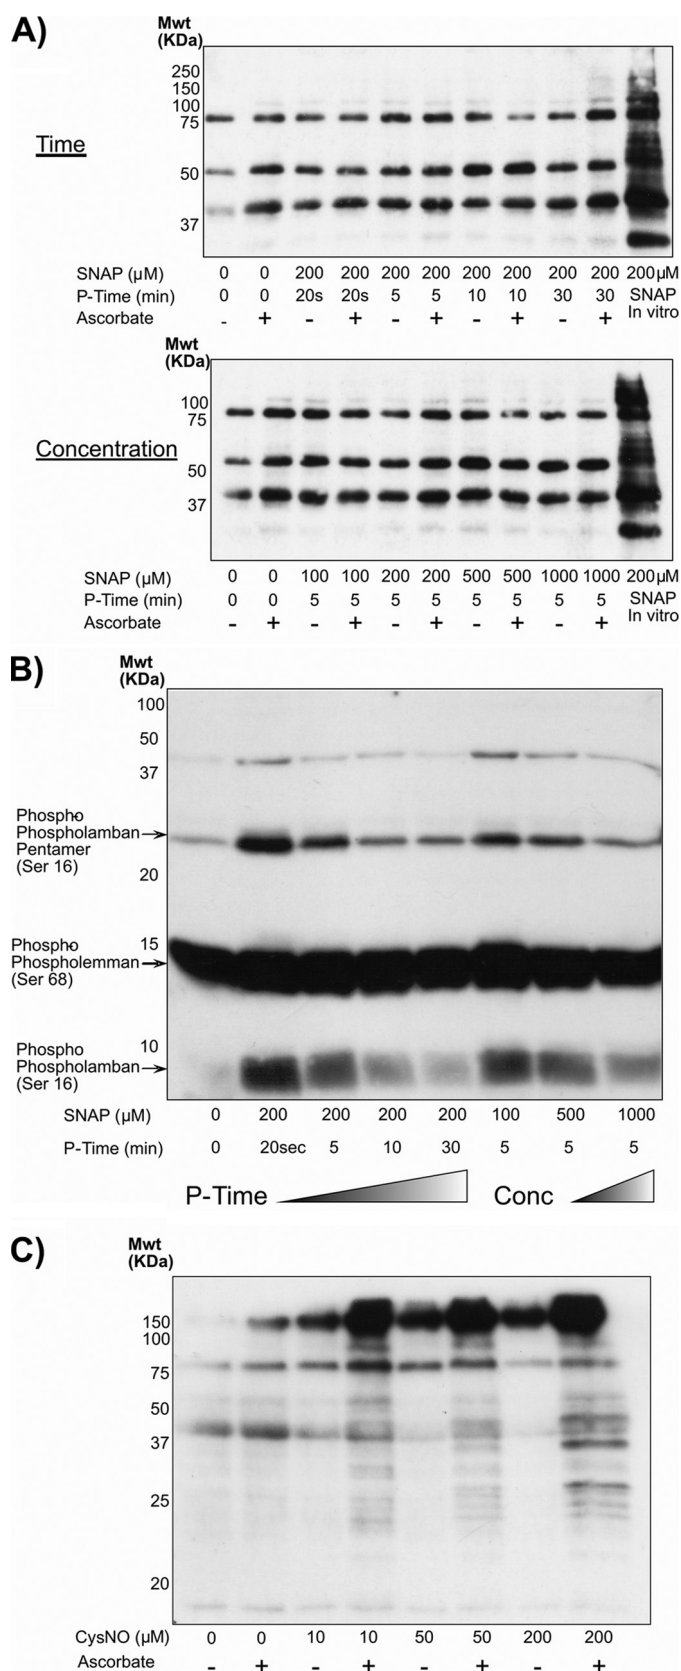 A)
Mwt
(KDa)
250
150
100
75
Time
50
37
SNAP (µM) 0 0 200 200 200 200 200 200 200 200 200µM
P-Time (min) 0 0 20s 20s 5 5 10 10 30 30 SNAP
Ascorbate - + - + - + - + - + In vitro
Mwt
(KDa)
100
75
Concentration
50
37
SNAP (µM) 0 0 100 100 200 200 500 500 1000 1000 200µM
P-Time (min) 0 0 5 5 5 5 5 5 5 5 SNAP
Ascorbate - + - + - + - + - + In vitro
B)
Mwt
(KDa)
100
50
37
Phospho
Phospholamban
Pentamer
(Ser 16)
20
Phospho 15
Phospholemman
(Ser 68)
Phospho 10
Phospholamban
(Ser 16)
SNAP (µM) 0 200 200 200 200 100 500 1000
P-Time (min) 0 20sec 5 10 30 5 5 5
P-Time Conc
C)
Mwt
(KDa)
150
100
75
50
37
25
20
CysNO (µM) 0 0 10 10 50 50 200 200
Ascorbate - + - + - + - +